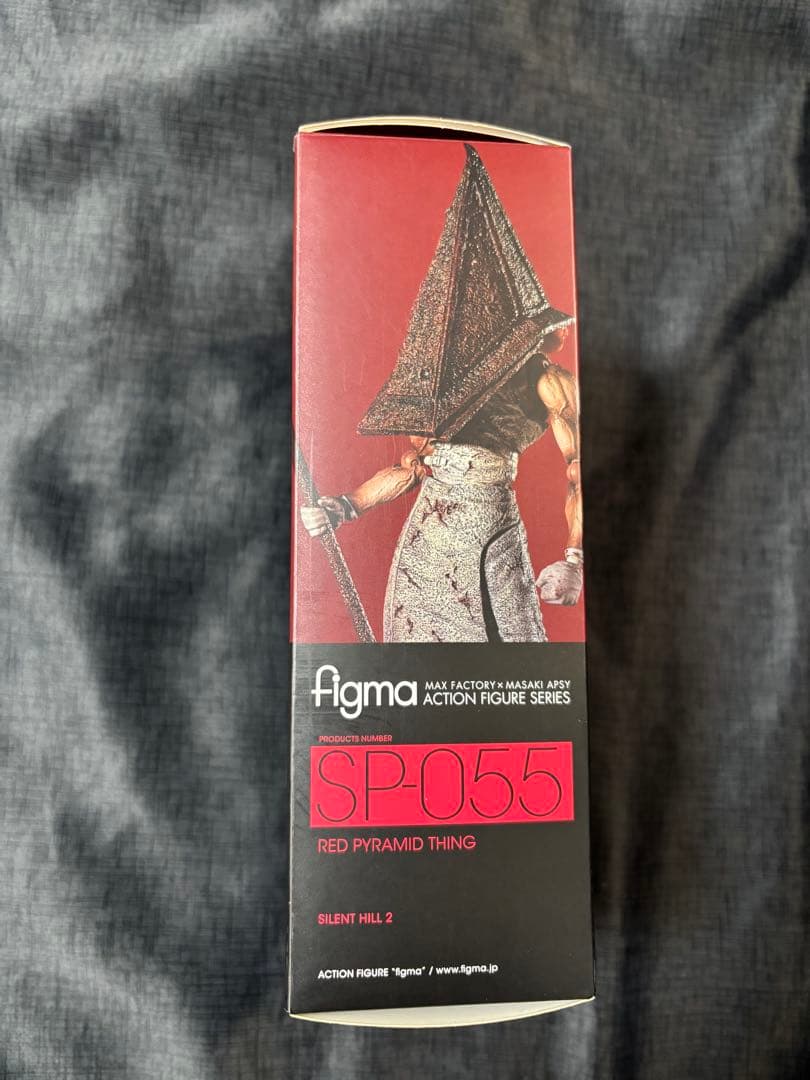 figma MAX FACTORY × MASAKI APSY
ACTION FIGURE SERIES
PRODUCTS NUMBER
SP-055
RED PYRAMID THING
SILENT HILL 2
ACTION FIGURE "figma" / www.figma.jp